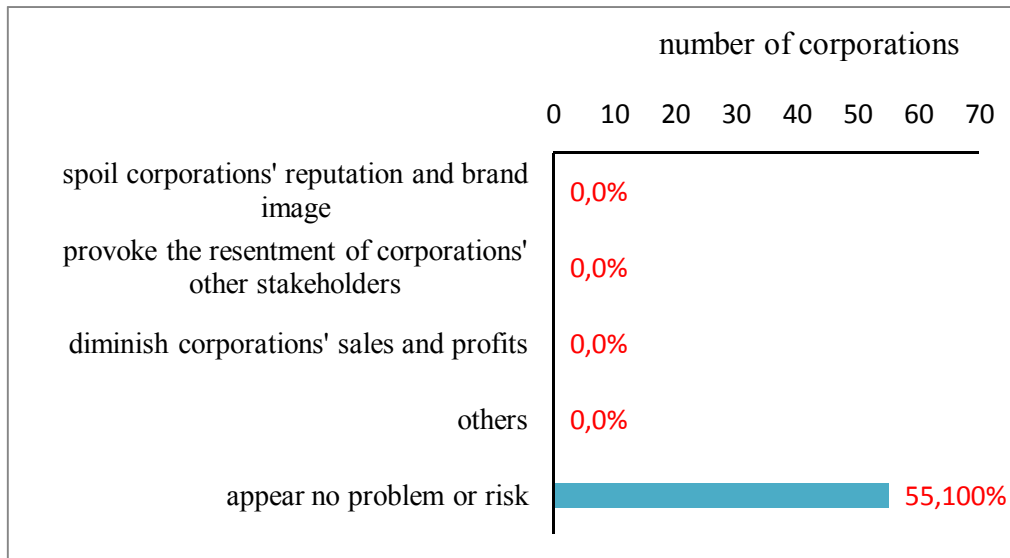 number of corporations
0 10 20 30 40 50 60 70
spoil corporations' reputation and brand
image
0,0%
provoke the resentment of corporations'
other stakeholders
0,0%
diminish corporations' sales and profits
0,0%
others
0,0%
appear no problem or risk
55,100%